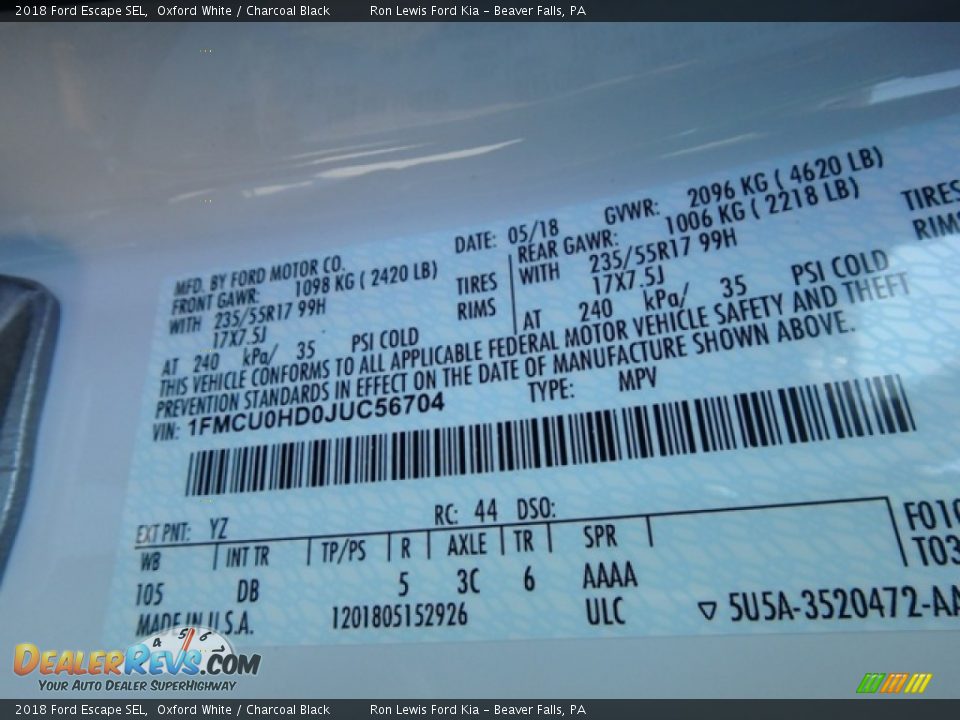 2018 Ford Escape SEL,  Oxford White / Charcoal Black    Ron Lewis Ford Kia - Beaver Falls, PA
MFD. BY FORD MOTOR CO.    DATE: 05/18    GVWR: 2096 KG ( 4620 LB)
FRONT GAWR: 1098 KG ( 2420 LB)    REAR GAWR: 1006 KG ( 2218 LB)
WITH 235/55R17 99H TIRES    WITH 235/55R17 99H TIRES
17X7.5J RIMS    17X7.5J RIMS
AT 240 kPa/ 35 PSI COLD    AT 240 kPa/ 35 PSI COLD
THIS VEHICLE CONFORMS TO ALL APPLICABLE FEDERAL MOTOR VEHICLE SAFETY AND THEFT
PREVENTION STANDARDS IN EFFECT ON THE DATE OF MANUFACTURE SHOWN ABOVE.
VIN: 1FMCU0HD0JUC56704    TYPE: MPV
EXT PNT: YZ    RC: 44 DSO:
WB INT TR TP/PS R AXLE TR SPR
105 DB 5 3C 6 AAAA
MADE IN U.S.A. 1201805152926 ULC ▽ 5U5A-3520472-AA
F010
T03
4 5 6
DEALERREVS.COM
YOUR AUTO DEALER SUPERHIGHWAY
2018 Ford Escape SEL,  Oxford White / Charcoal Black    Ron Lewis Ford Kia - Beaver Falls, PA